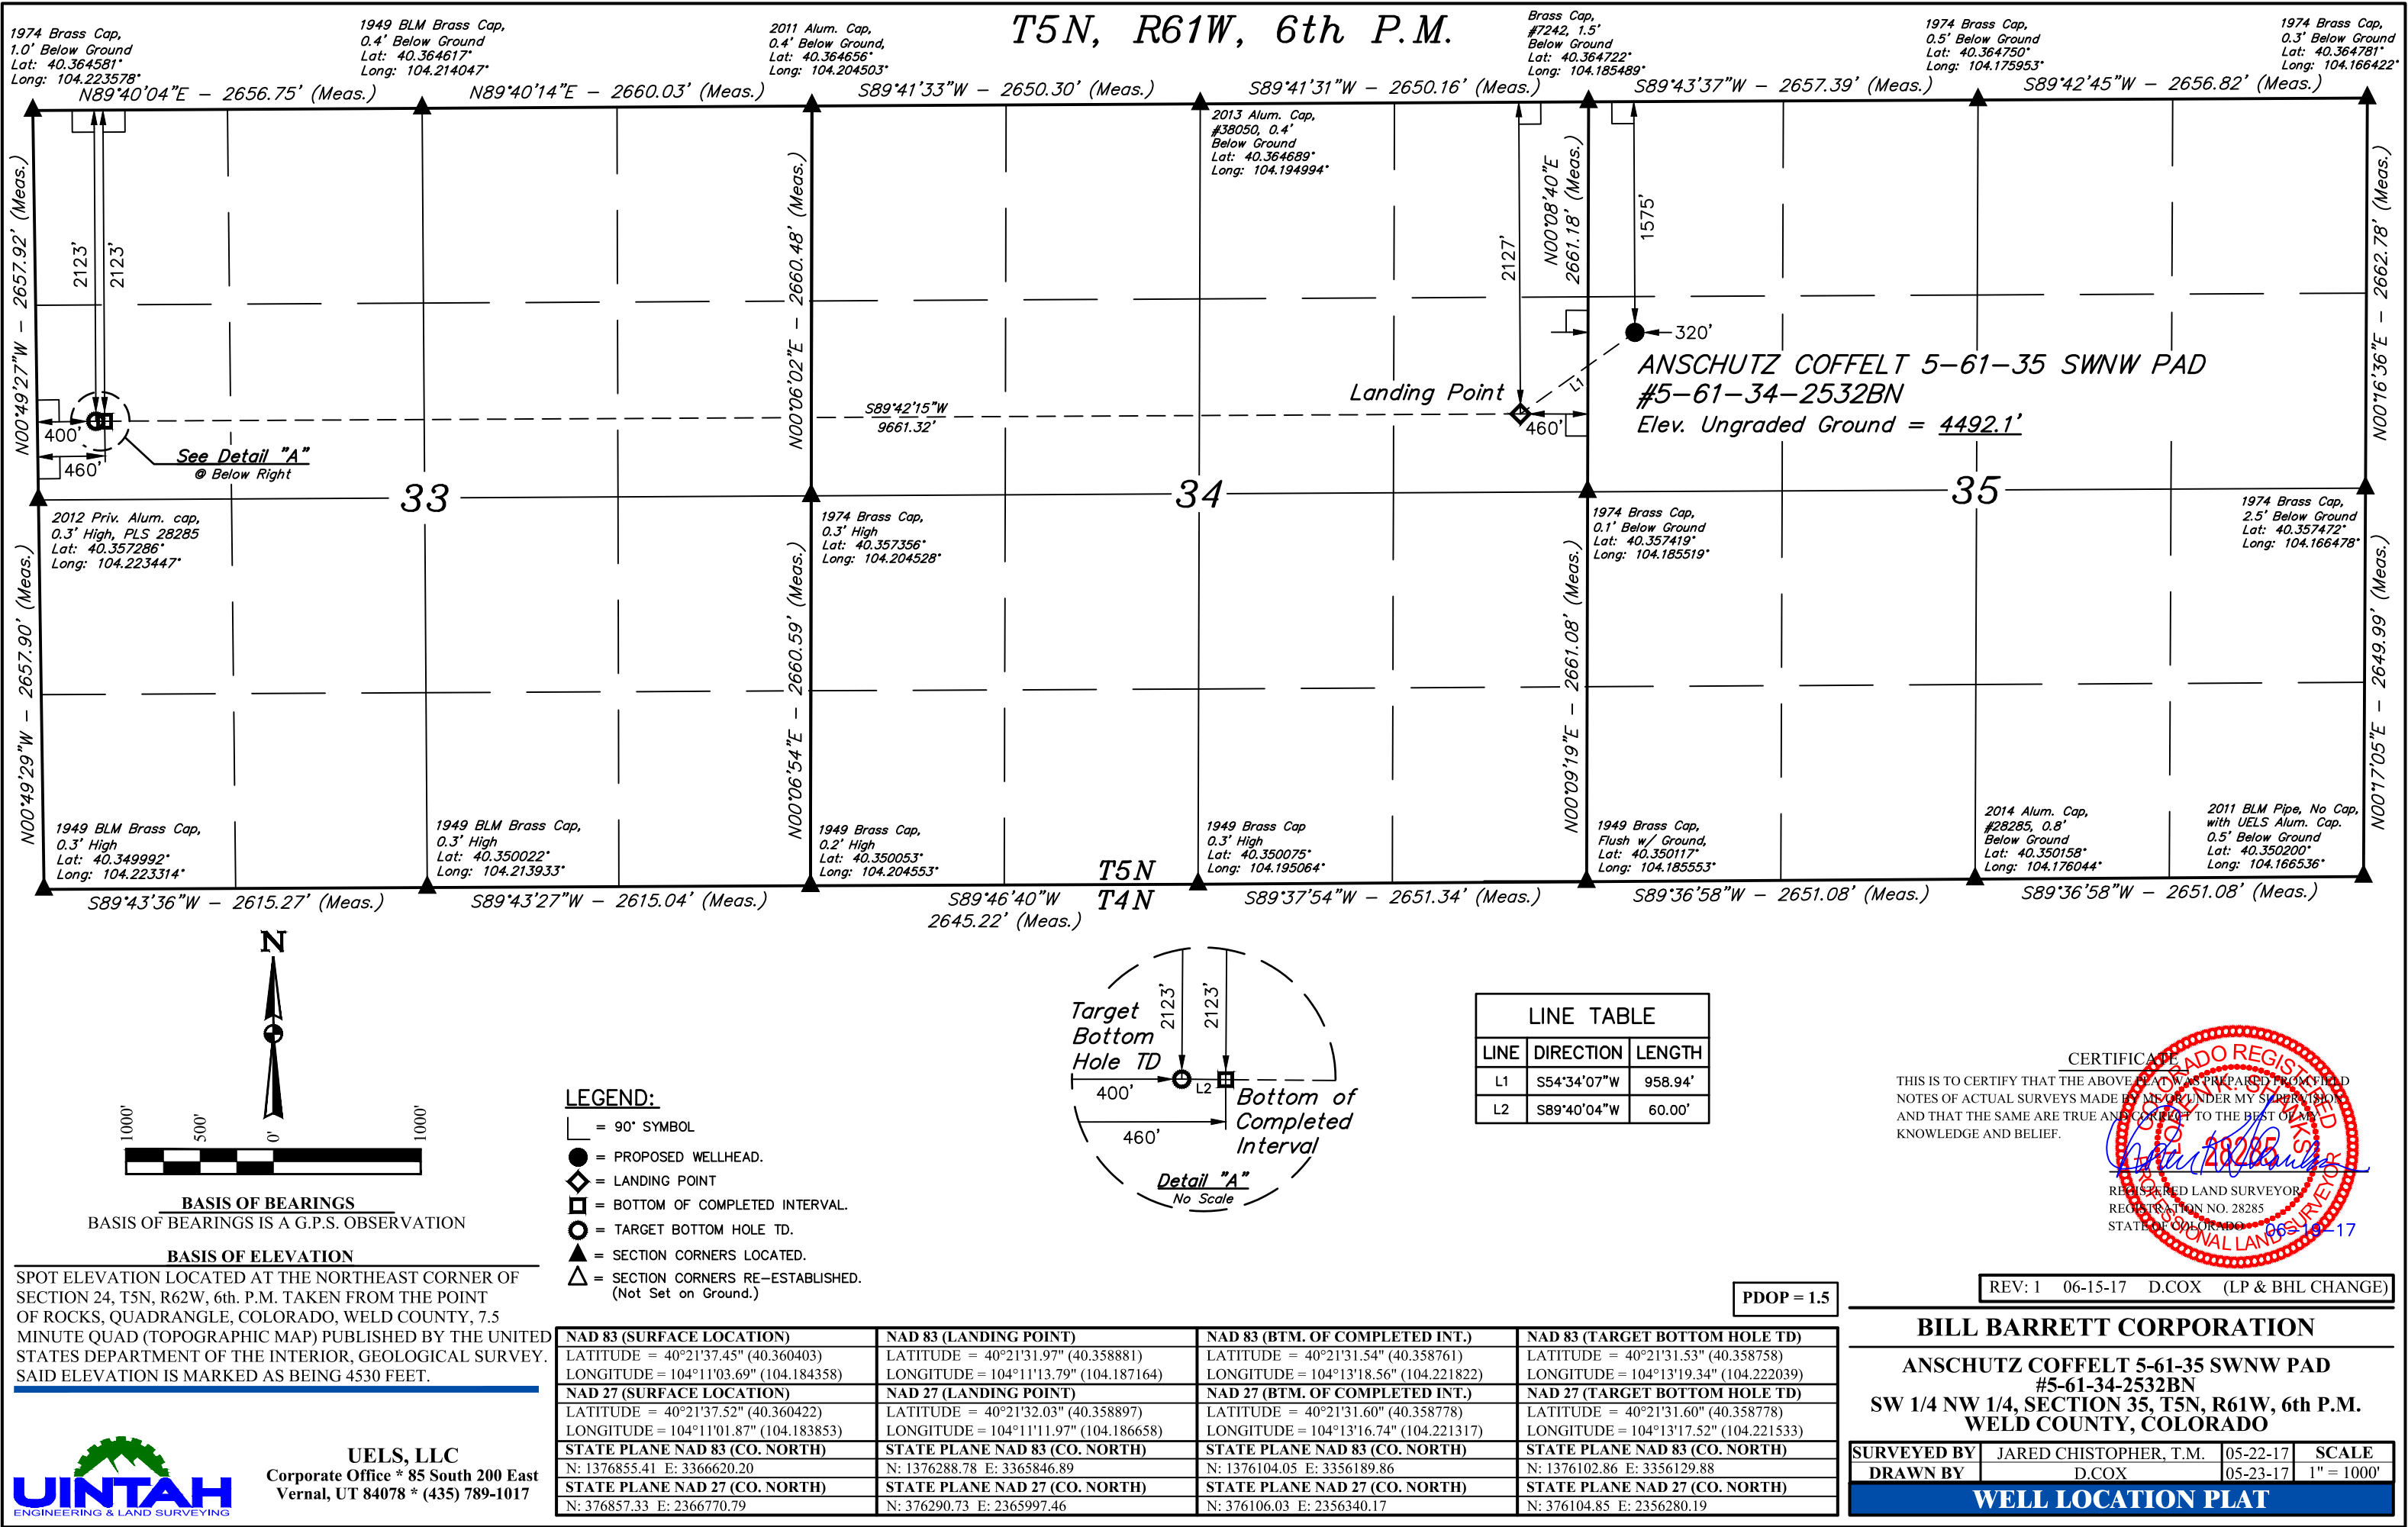 T5N, R61W, 6th P.M.
1974 Brass Cap,
1.0' Below Ground
Lat: 40.364581°
Long: 104.223578°
1949 BLM Brass Cap,
0.4' Below Ground
Lat: 40.364617°
Long: 104.214047°
2011 Alum. Cap,
0.4' Below Ground,
Lat: 40.364656°
Long: 104.204503°
Brass Cap,
#7242, 1.5'
Below Ground
Lat: 40.364722°
Long: 104.185489°
1974 Brass Cap,
0.5' Below Ground
Lat: 40.364750°
Long: 104.175953°
1974 Brass Cap,
0.3' Below Ground
Lat: 40.364781°
Long: 104.166422°
N89°40'04"E – 2656.75' (Meas.)
N89°40'14"E – 2660.03' (Meas.)
S89°41'33"W – 2650.30' (Meas.)
S89°41'31"W – 2650.16' (Meas.)
S89°43'37"W – 2657.39' (Meas.)
S89°42'45"W – 2656.82' (Meas.)
2013 Alum. Cap,
#38050, 0.4'
Below Ground
Lat: 40.364689°
Long: 104.194994°
N00°49'27"W – 2657.92' (Meas.)
2123'
2123'
N00°06'02"E – 2660.48' (Meas.)
2127'
N00°08'40"E
2661.18' (Meas.)
1575'
N00°16'36"E – 2662.78' (Meas.)
320'
ANSCHUTZ COFFELT 5–61–35 SWNW PAD
#5–61–34–2532BN
Elev. Ungraded Ground = 4492.1'
Landing Point
L1
S89°42'15"W
9661.32'
460'
400'
460'
See Detail "A"
@ Below Right
33
34
35
2012 Priv. Alum. cap,
0.3' High, PLS 28285
Lat: 40.357286°
Long: 104.223447°
1974 Brass Cap,
0.3' High
Lat: 40.357356°
Long: 104.204528°
1974 Brass Cap,
0.1' Below Ground
Lat: 40.357419°
Long: 104.185519°
1974 Brass Cap,
2.5' Below Ground
Lat: 40.357472°
Long: 104.166478°
N00°49'29"W – 2657.90' (Meas.)
N00°06'54"E – 2660.59' (Meas.)
N00°09'19"E – 2661.08' (Meas.)
N00°17'05"E – 2649.99' (Meas.)
1949 BLM Brass Cap,
0.3' High
Lat: 40.349992°
Long: 104.223314°
1949 BLM Brass Cap,
0.3' High
Lat: 40.350022°
Long: 104.213933°
1949 Brass Cap,
0.2' High
Lat: 40.350053°
Long: 104.204553°
1949 Brass Cap
0.3' High
Lat: 40.350075°
Long: 104.195064°
1949 Brass Cap,
Flush w/ Ground,
Lat: 40.350117°
Long: 104.185553°
2014 Alum. Cap,
#28285, 0.8'
Below Ground
Lat: 40.350158°
Long: 104.176044°
2011 BLM Pipe, No Cap,
with UELS Alum. Cap.
0.5' Below Ground
Lat: 40.350200°
Long: 104.166536°
T5N
T4N
S89°43'36"W – 2615.27' (Meas.)
S89°43'27"W – 2615.04' (Meas.)
S89°46'40"W
2645.22' (Meas.)
S89°37'54"W – 2651.34' (Meas.)
S89°36'58"W – 2651.08' (Meas.)
S89°36'58"W – 2651.08' (Meas.)
N
1000'
500'
0'
1000'
BASIS OF BEARINGS
BASIS OF BEARINGS IS A G.P.S. OBSERVATION
BASIS OF ELEVATION
SPOT ELEVATION LOCATED AT THE NORTHEAST CORNER OF
SECTION 24, T5N, R62W, 6th. P.M. TAKEN FROM THE POINT
OF ROCKS, QUADRANGLE, COLORADO, WELD COUNTY, 7.5
MINUTE QUAD (TOPOGRAPHIC MAP) PUBLISHED BY THE UNITED
STATES DEPARTMENT OF THE INTERIOR, GEOLOGICAL SURVEY.
SAID ELEVATION IS MARKED AS BEING 4530 FEET.
LEGEND:
= 90° SYMBOL
= PROPOSED WELLHEAD.
= LANDING POINT
= BOTTOM OF COMPLETED INTERVAL.
= TARGET BOTTOM HOLE TD.
= SECTION CORNERS LOCATED.
= SECTION CORNERS RE–ESTABLISHED.
(Not Set on Ground.)
2123'
2123'
Target
Bottom
Hole TD
400'
L2
460'
Bottom of
Completed
Interval
Detail "A"
No Scale
LINE TABLE
LINE DIRECTION LENGTH
L1 S54°34'07"W 958.94'
L2 S89°40'04"W 60.00'
CERTIFICATE
THIS IS TO CERTIFY THAT THE ABOVE PLAT WAS PREPARED FROM FIELD
NOTES OF ACTUAL SURVEYS MADE BY ME OR UNDER MY SUPERVISION
AND THAT THE SAME ARE TRUE AND CORRECT TO THE BEST OF MY
KNOWLEDGE AND BELIEF.
REGISTERED LAND SURVEYOR
REGISTRATION NO. 28285
STATE OF COLORADO
COLORADO REGISTERED
LOREN K. SHANKS
28285
PROFESSIONAL LAND SURVEYOR
06–19–17
PDOP = 1.5
REV: 1 06-15-17 D.COX (LP & BHL CHANGE)
NAD 83 (SURFACE LOCATION) NAD 83 (LANDING POINT) NAD 83 (BTM. OF COMPLETED INT.) NAD 83 (TARGET BOTTOM HOLE TD)
LATITUDE = 40°21'37.45" (40.360403) LATITUDE = 40°21'31.97" (40.358881) LATITUDE = 40°21'31.54" (40.358761) LATITUDE = 40°21'31.53" (40.358758)
LONGITUDE = 104°11'03.69" (104.184358) LONGITUDE = 104°11'13.79" (104.187164) LONGITUDE = 104°13'18.56" (104.221822) LONGITUDE = 104°13'19.34" (104.222039)
NAD 27 (SURFACE LOCATION) NAD 27 (LANDING POINT) NAD 27 (BTM. OF COMPLETED INT.) NAD 27 (TARGET BOTTOM HOLE TD)
LATITUDE = 40°21'37.52" (40.360422) LATITUDE = 40°21'32.03" (40.358897) LATITUDE = 40°21'31.60" (40.358778) LATITUDE = 40°21'31.60" (40.358778)
LONGITUDE = 104°11'01.87" (104.183853) LONGITUDE = 104°11'11.97" (104.186658) LONGITUDE = 104°13'16.74" (104.221317) LONGITUDE = 104°13'17.52" (104.221533)
STATE PLANE NAD 83 (CO. NORTH) STATE PLANE NAD 83 (CO. NORTH) STATE PLANE NAD 83 (CO. NORTH) STATE PLANE NAD 83 (CO. NORTH)
N: 1376855.41 E: 3366620.20 N: 1376288.78 E: 3365846.89 N: 1376104.05 E: 3356189.86 N: 1376102.86 E: 3356129.88
STATE PLANE NAD 27 (CO. NORTH) STATE PLANE NAD 27 (CO. NORTH) STATE PLANE NAD 27 (CO. NORTH) STATE PLANE NAD 27 (CO. NORTH)
N: 376857.33 E: 2366770.79 N: 376290.73 E: 2365997.46 N: 376106.03 E: 2356340.17 N: 376104.85 E: 2356280.19
UINTAH
ENGINEERING & LAND SURVEYING
UELS, LLC
Corporate Office * 85 South 200 East
Vernal, UT 84078 * (435) 789-1017
BILL BARRETT CORPORATION
ANSCHUTZ COFFELT 5-61-35 SWNW PAD
#5-61-34-2532BN
SW 1/4 NW 1/4, SECTION 35, T5N, R61W, 6th P.M.
WELD COUNTY, COLORADO
SURVEYED BY JARED CHISTOPHER, T.M. 05-22-17 SCALE
DRAWN BY D.COX 05-23-17 1" = 1000'
WELL LOCATION PLAT